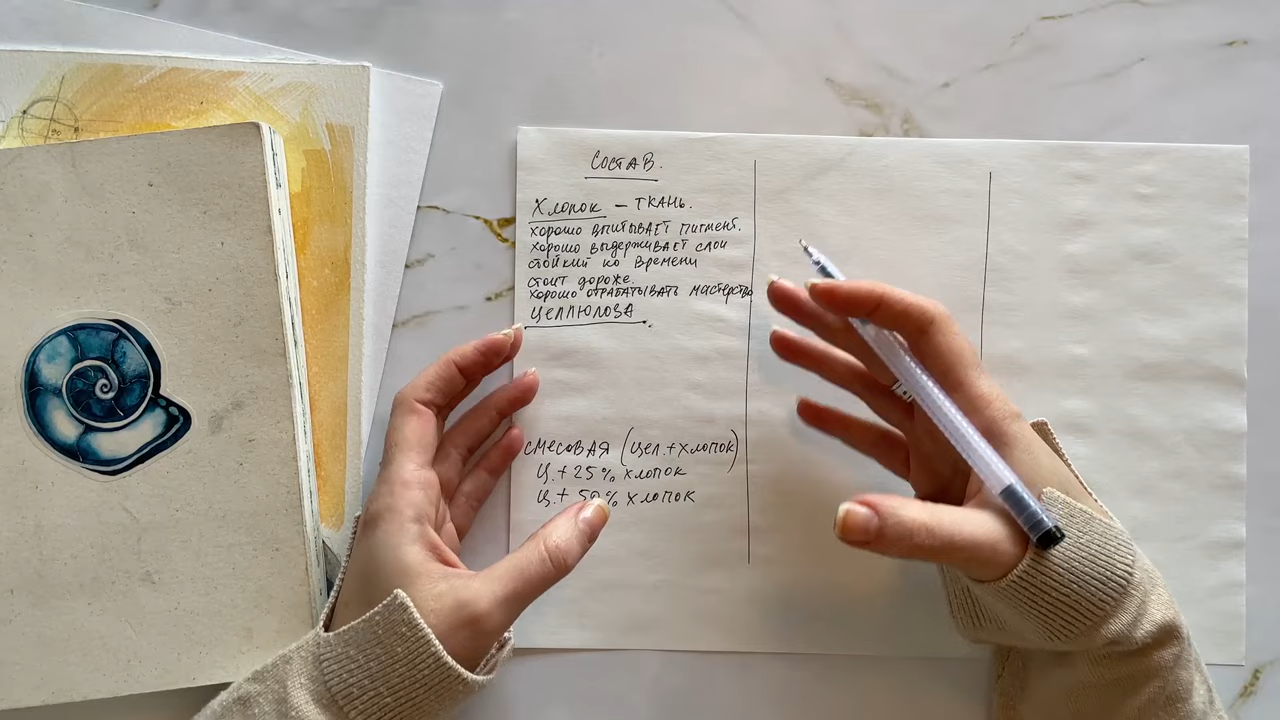 СОСТАВ.
ХЛОПОК – ТКАНЬ.
ХОРОШО ВПИТЫВАЕТ ПИГМЕНТ.
ХОРОШО ВЫДЕРЖИВАЕТ СЛОИ
СТОЙКИЙ КО ВРЕМЕНИ
СТОИТ ДОРОЖЕ.
ХОРОШО ОТРАБАТЫВАТЬ МАСТЕРСТВО
ЦЕЛЛЮЛОЗА.
СМЕСОВАЯ (ЦЕЛ.+ХЛОПОК)
Ц.+ 25% ХЛОПОК
Ц.+ 50% ХЛОПОК
90